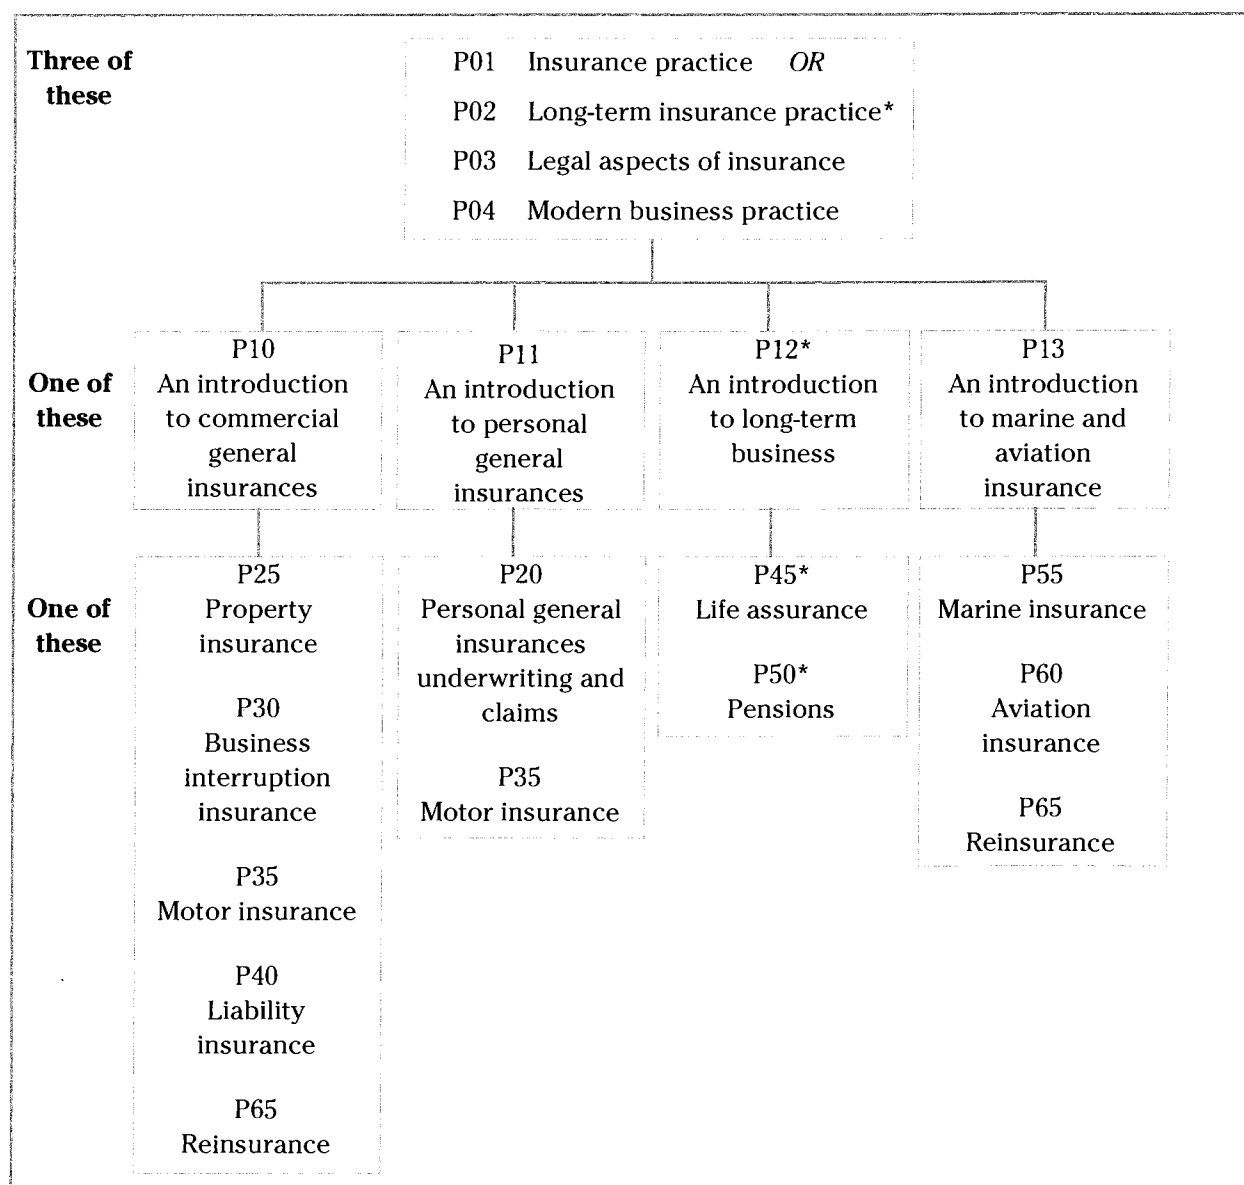 Three of
these
P01 Insurance practice OR
P02 Long-term insurance practice*
P03 Legal aspects of insurance
P04 Modern business practice
One of
these
P10
An introduction
to commercial
general
insurances
P11
An introduction
to personal
general
insurances
P12*
An introduction
to long-term
business
P13
An introduction
to marine and
aviation
insurance
One of
these
P25
Property
insurance
P30
Business
interruption
insurance
P35
Motor insurance
P40
Liability
insurance
P65
Reinsurance
P20
Personal general
insurances
underwriting and
claims
P35
Motor insurance
P45*
Life assurance
P50*
Pensions
P55
Marine insurance
P60
Aviation
insurance
P65
Reinsurance